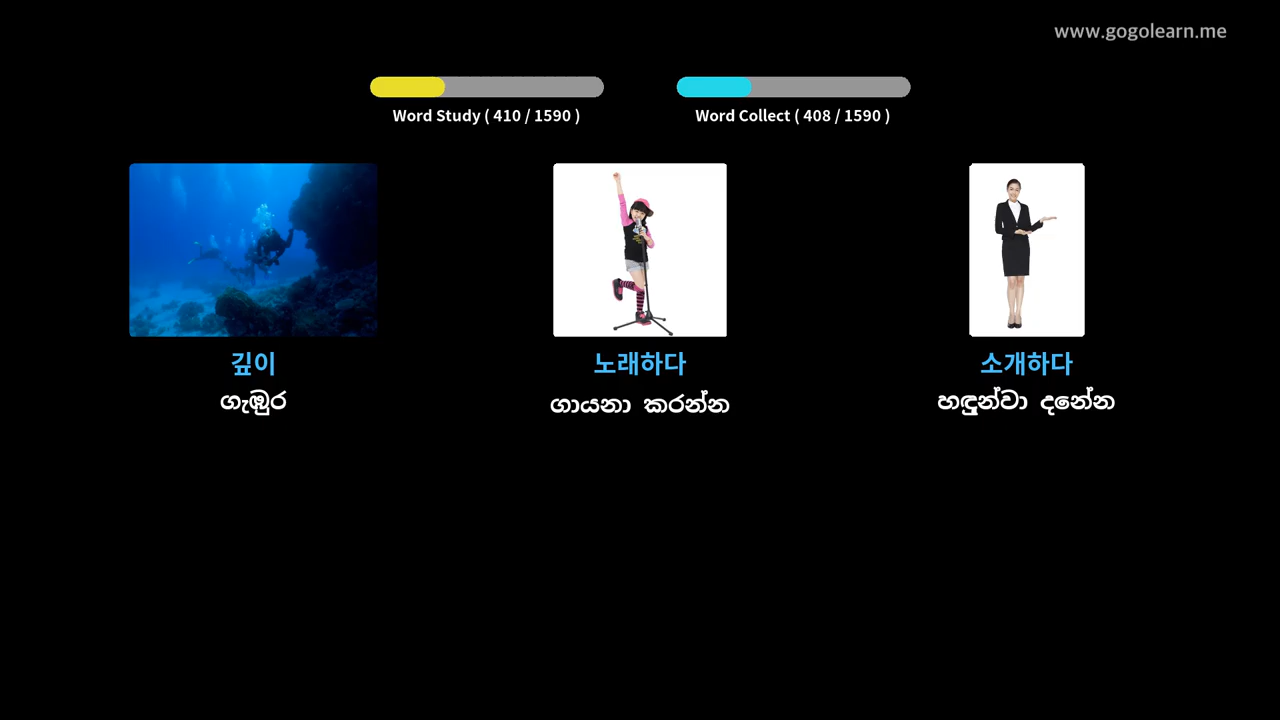 www.gogolearn.me
Word Study ( 410 / 1590 )
Word Collect ( 408 / 1590 )
깊이
노래하다
소개하다
ගැඹුර
ගායනා කරන්න
හඳුන්වා දෙන්න